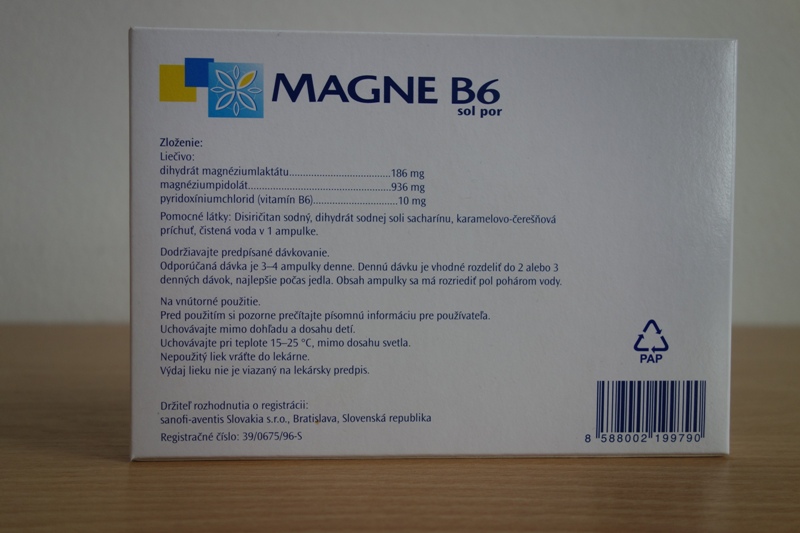 MAGNE B6
sol por
Zloženie:
Liečivo:
dihydrát magnéziumlaktátu....................................186 mg
magnéziumpidolát..................................................936 mg
pyridoxíniumchlorid (vitamín B6)..............................10 mg
Pomocné látky: Disiričitan sodný, dihydrát sodnej soli sacharínu, karamelovo-čerešňová
príchuť, čistená voda v 1 ampulke.
Dodržiavajte predpísané dávkovanie.
Odporúčaná dávka je 3–4 ampulky denne. Dennú dávku je vhodné rozdeliť do 2 alebo 3
denných dávok, najlepšie počas jedla. Obsah ampulky sa má rozriediť pol pohárom vody.
Na vnútorné použitie.
Pred použitím si pozorne prečítajte písomnú informáciu pre používateľa.
Uchovávajte mimo dohľadu a dosahu detí.
Uchovávajte pri teplote 15–25 °C, mimo dosahu svetla.
Nepoužitý liek vráťte do lekárne.
Výdaj lieku nie je viazaný na lekársky predpis.
PAP
Držiteľ rozhodnutia o registrácii:
sanofi-aventis Slovakia s.r.o., Bratislava, Slovenská republika
Registračné číslo: 39/0675/96-S
8 588002 199790